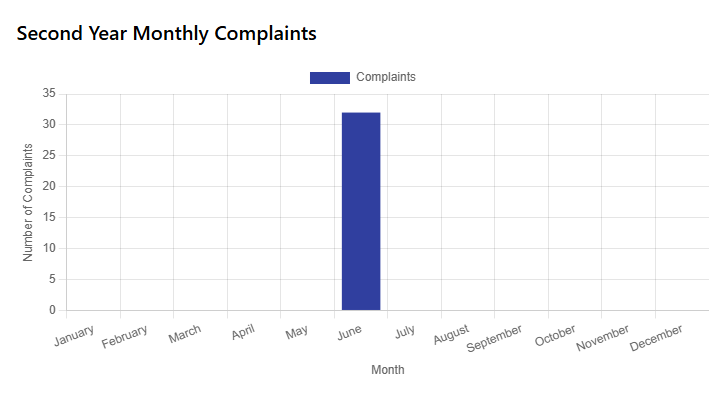 Second Year Monthly Complaints
Complaints
Number of Complaints
35
30
25
20
15
10
5
0
January February March April May June July August September October November December
Month